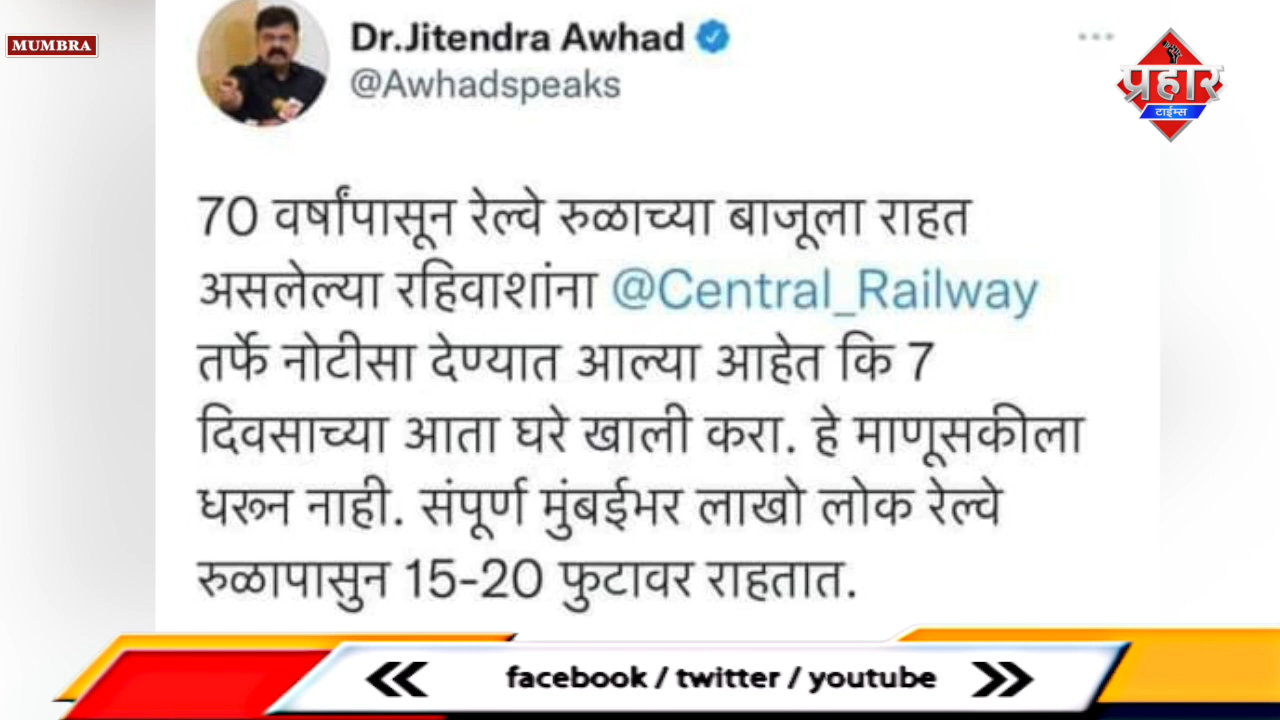 MUMBRA
Dr.Jitendra Awhad
@Awhadspeaks
प्रहार
टाईम्स
70 वर्षांपासून रेल्वे रुळाच्या बाजूला राहत
असलेल्या रहिवाशांना @Central_Railway
तर्फे नोटीसा देण्यात आल्या आहेत कि 7
दिवसाच्या आता घरे खाली करा. हे माणूसकीला
धरून नाही. संपूर्ण मुंबईभर लाखो लोक रेल्वे
रुळापासुन 15-20 फुटावर राहतात.
facebook / twitter / youtube